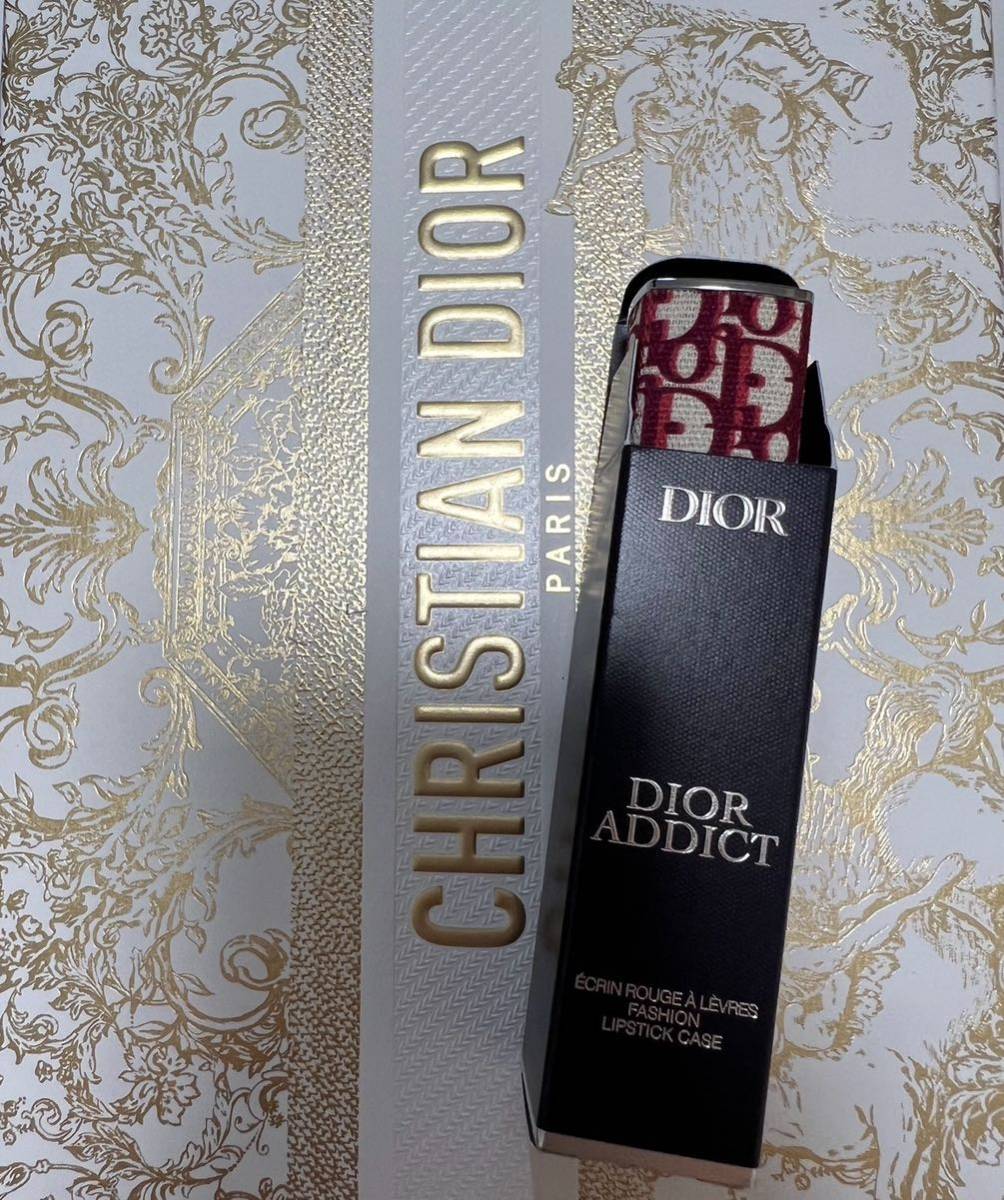 CHRISTIAN DIOR
PARIS
DIOR
DIOR
ADDICT
ÉCRIN ROUGE À LÈVRES
FASHION
LIPSTICK CASE